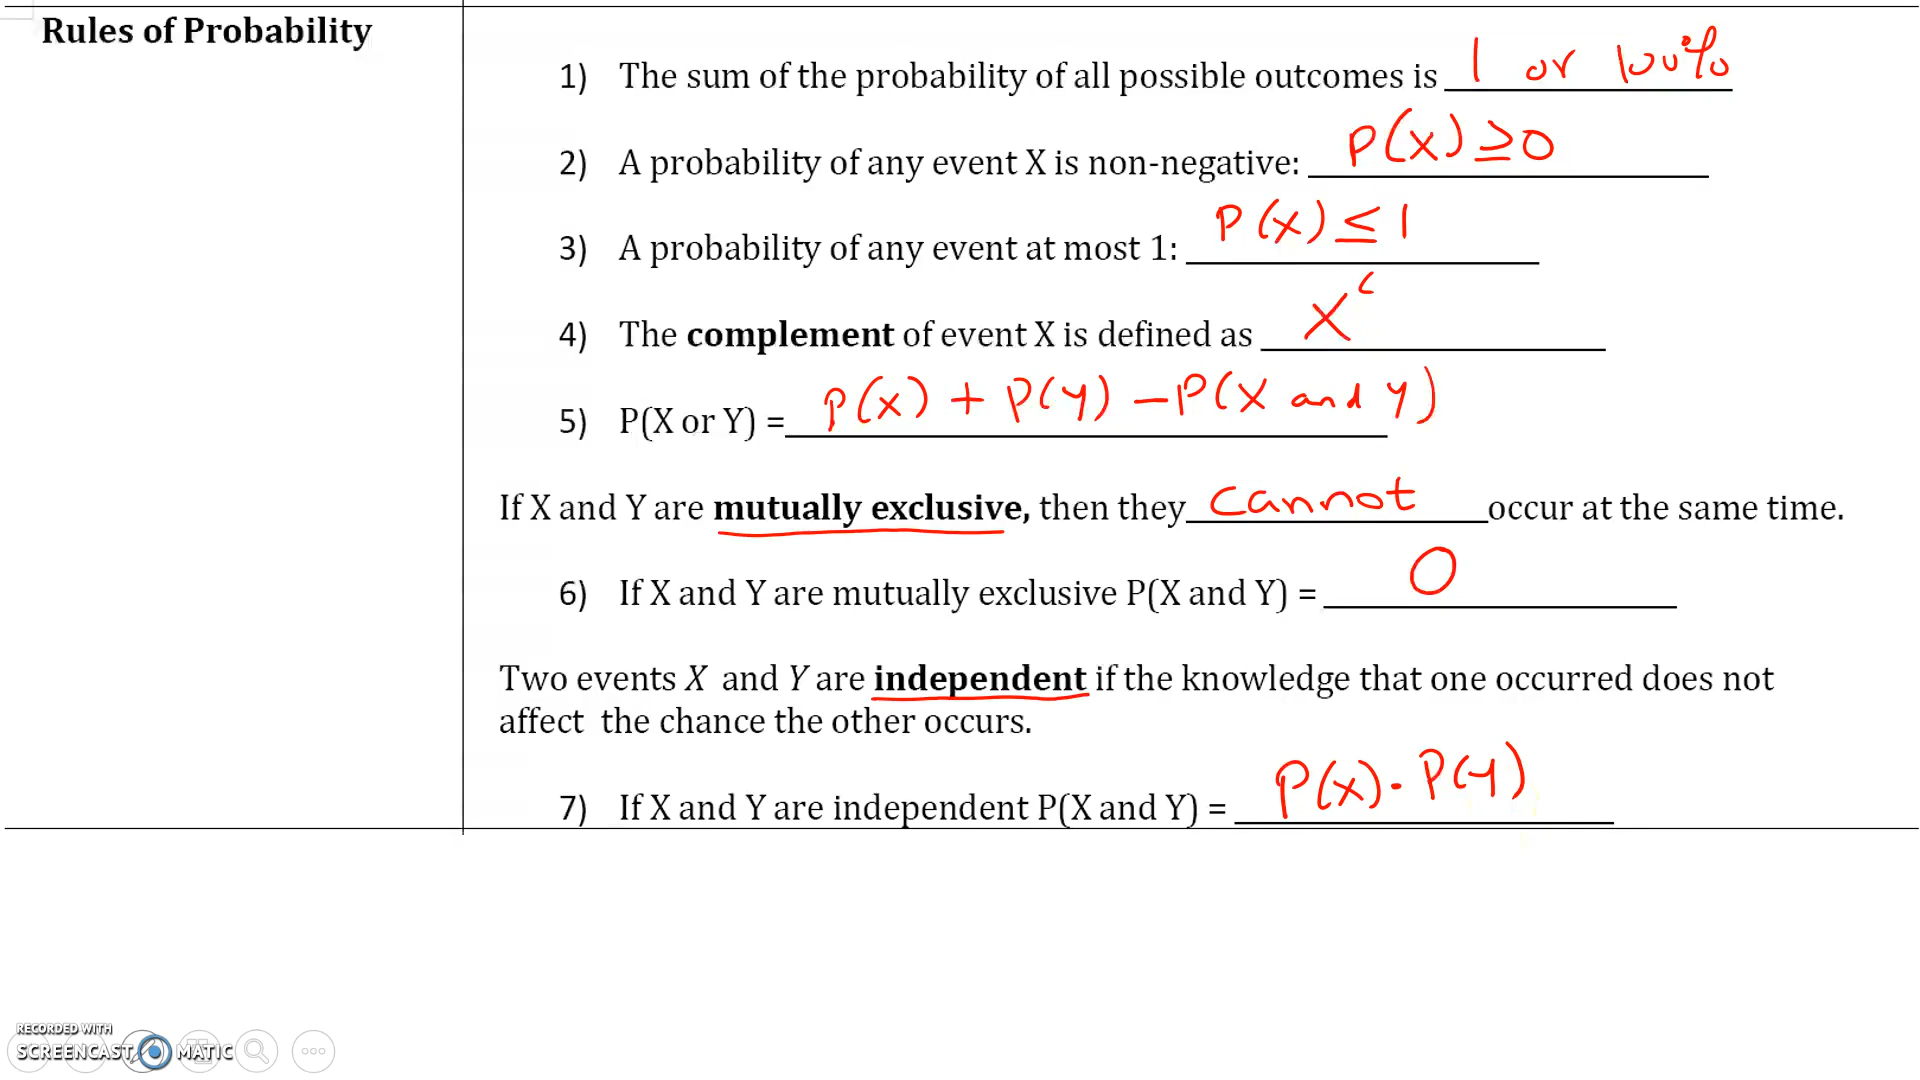 Rules of Probability
1) The sum of the probability of all possible outcomes is 1 or 100%
2) A probability of any event X is non-negative: P(X) ≥ 0
3) A probability of any event at most 1: P(X) ≤ 1
4) The complement of event X is defined as X^c
5) P(X or Y) = P(X) + P(Y) - P(X and Y)
If X and Y are mutually exclusive, then they cannot occur at the same time.
6) If X and Y are mutually exclusive P(X and Y) = 0
Two events X and Y are independent if the knowledge that one occurred does not
affect the chance the other occurs.
7) If X and Y are independent P(X and Y) = P(X) · P(Y)
RECORDED WITH
SCREENCAST MATIC